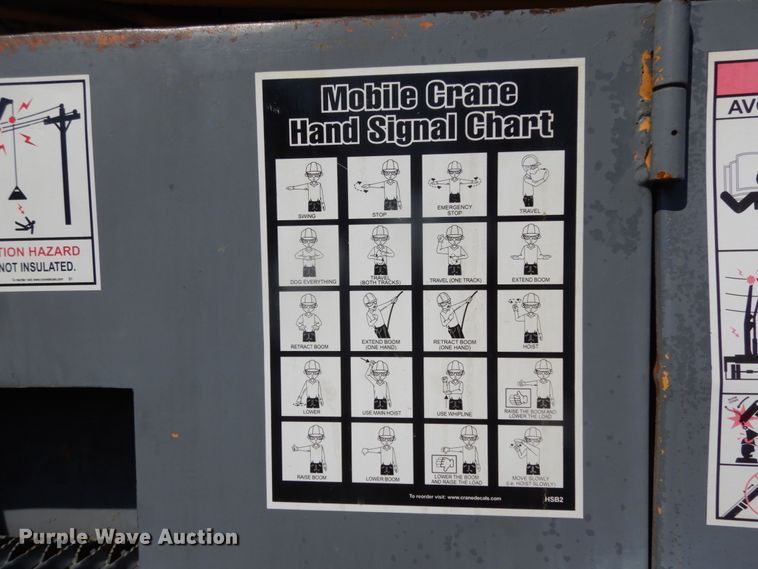 TION HAZARD
NOT INSULATED.
Mobile Crane
Hand Signal Chart
SWING
STOP
EMERGENCY
STOP
TRAVEL
DOG EVERYTHING
TRAVEL
(BOTH TRACKS)
TRAVEL (ONE TRACK)
EXTEND BOOM
RETRACT BOOM
EXTEND BOOM
(ONE HAND)
RETRACT BOOM
(ONE HAND)
HOIST
LOWER
USE MAIN HOIST
USE WHIPLINE
RAISE THE BOOM AND
LOWER THE LOAD
RAISE BOOM
LOWER BOOM
LOWER THE BOOM
AND RAISE THE LOAD
MOVE SLOWLY
(i.e. HOIST SLOWLY)
To reorder visit: www.cranedecals.com
HSB2
AVO
Purple Wave Auction